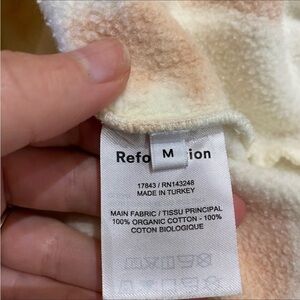 Refo M ion
17843 / RN143248
MADE IN TURKEY
MAIN FABRIC / TISSU PRINCIPAL
100% ORGANIC COTTON - 100%
COTON BIOLOGIQUE